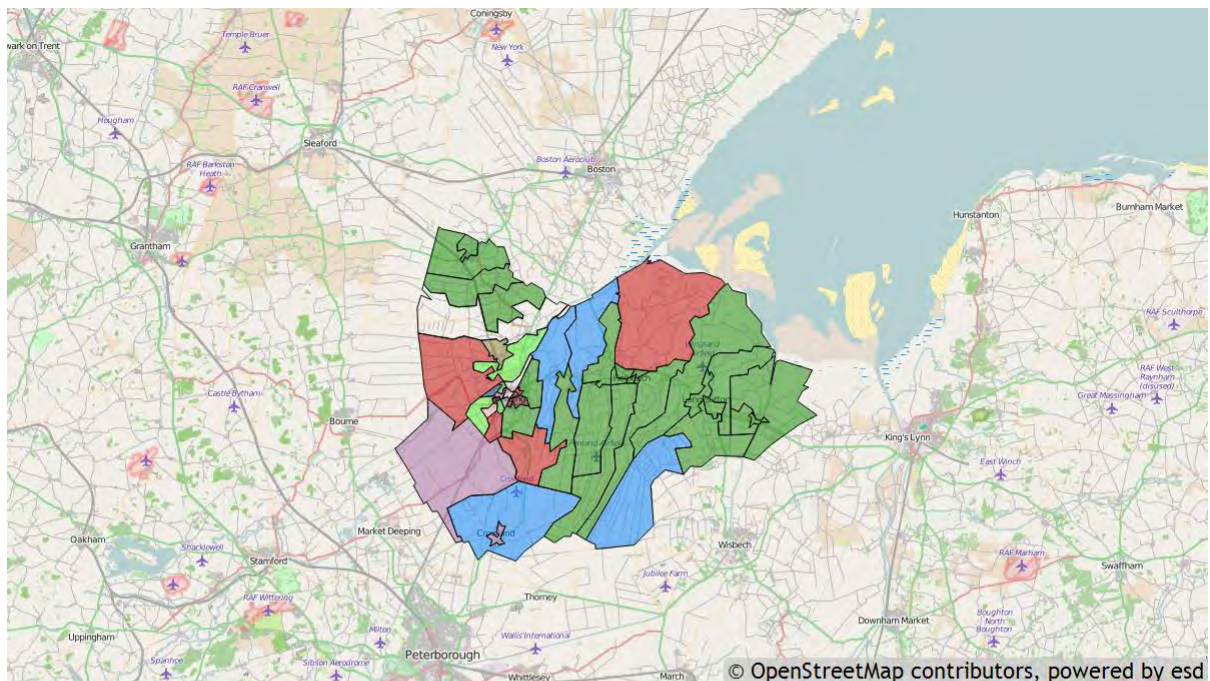 Coningsby
Temple Bruer
New York
RAF Cranwell
Hougham
Sleaford
Boston Aeroclub
Boston
RAF Barkston
Heath
Grantham
Hunstanton
Burnham Market
RAF Sculthorpe
RAF West
Raynham
(disused)
Great Massingham
Castle Bytham
Bourne
King's Lynn
East Winch
Market Deeping
Oakham
Shacklewell
Stamford
Wisbech
RAF Marham
Swaffham
Jubilee Farm
RAF Wittering
Thorney
Uppingham
Milton
Wallis International
Downham Market
Boughton
North
Boughton
Spanhoe
Sibson Aerodrome
Peterborough
Whittlesey
March
© OpenStreetMap contributors, powered by esd